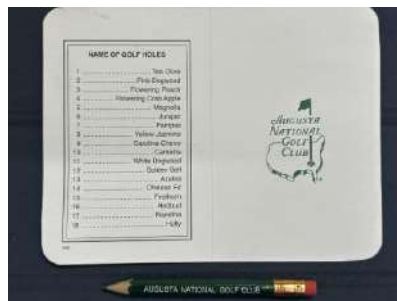 NAME OF GOLF HOLES
1 Tea Olive
2 Pink Dogwood
3 Flowering Peach
4 Flowering Crab Apple
5 Magnolia
6 Juniper
7 Pampas
8 Yellow Jasmine
9 Carolina Cherry
10 Camellia
11 White Dogwood
12 Golden Bell
13 Azalea
14 Chinese Fir
15 Firethorn
16 Redbud
17 Nandina
18 Holly
AUGUSTA
NATIONAL
GOLF
CLUB
AUGUSTA NATIONAL GOLF CLUB